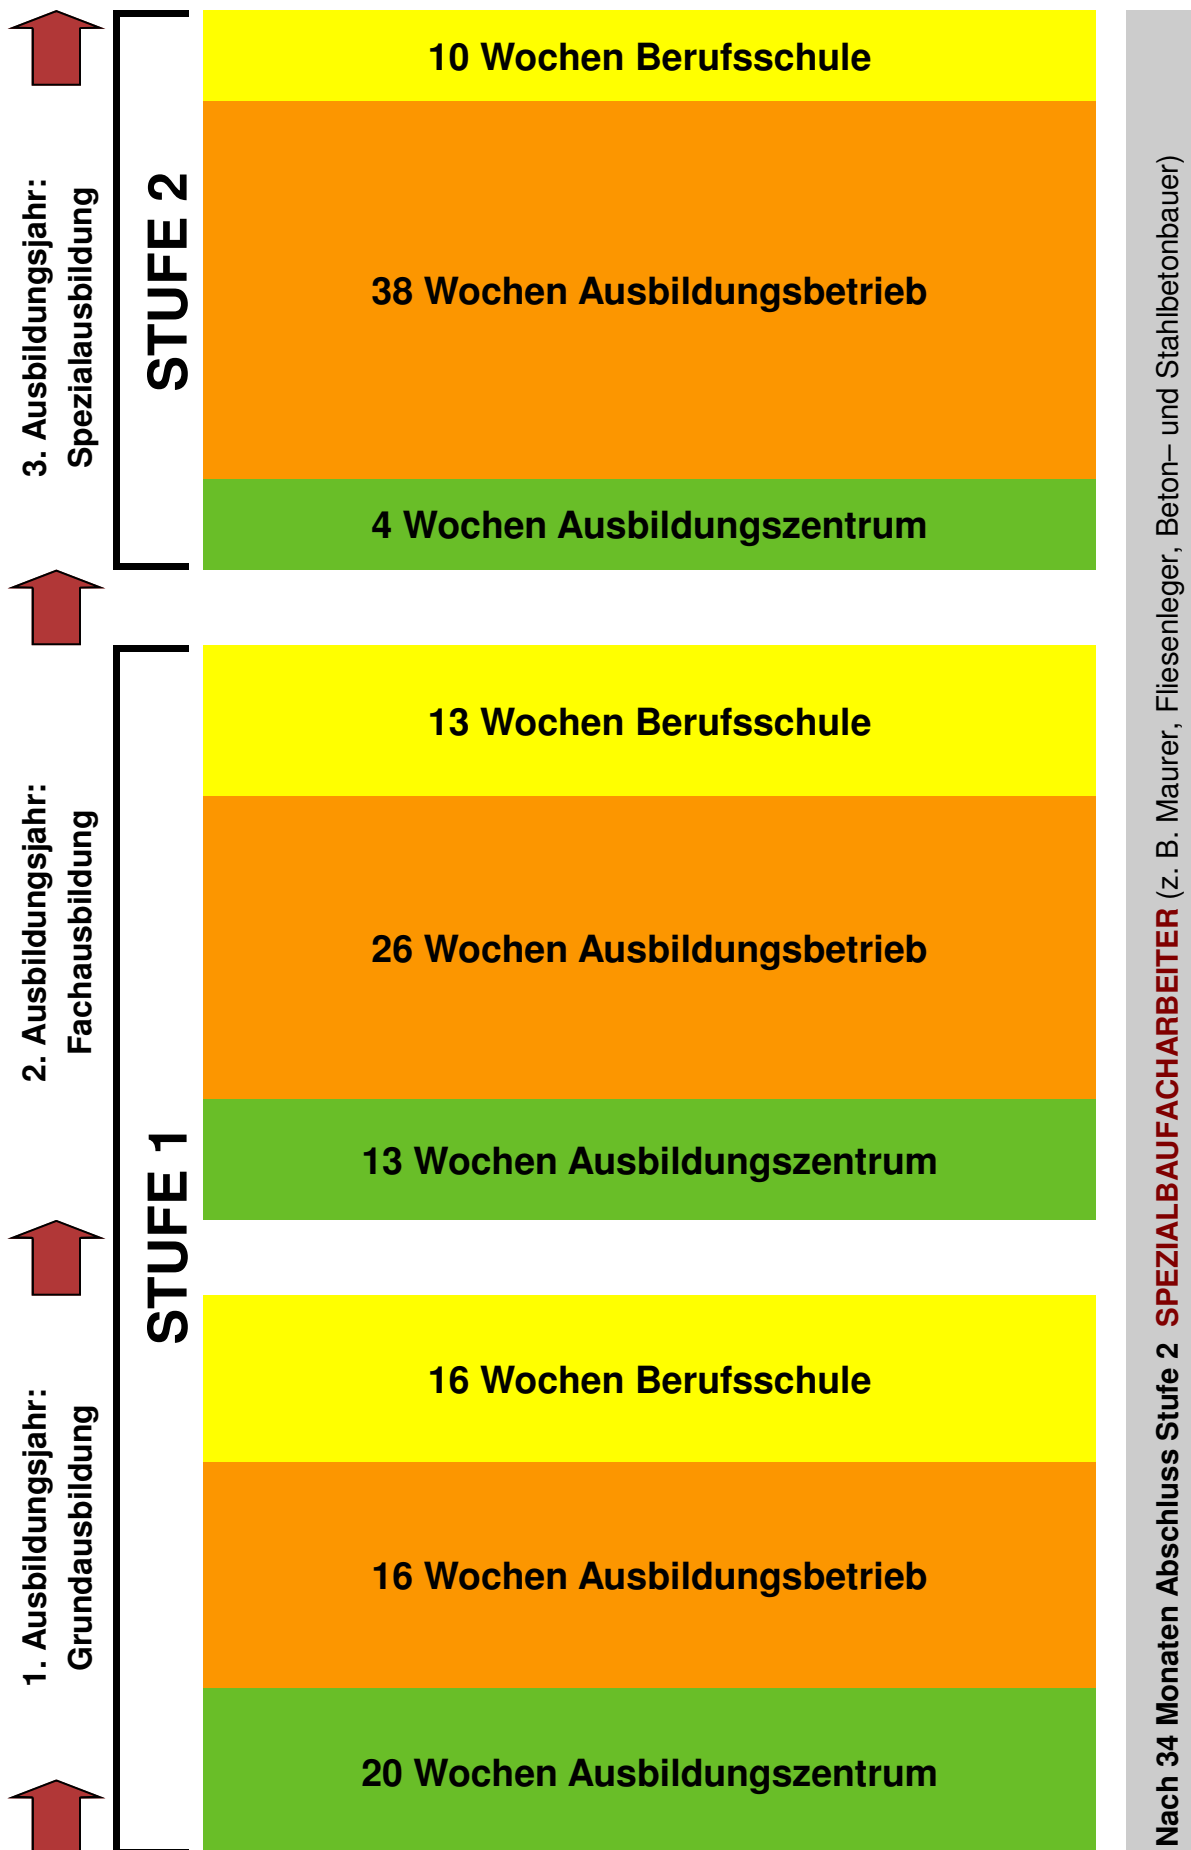 10 Wochen Berufsschule
38 Wochen Ausbildungsbetrieb
4 Wochen Ausbildungszentrum
STUFE 2
3. Ausbildungsjahr:
Spezialausbildung
13 Wochen Berufsschule
26 Wochen Ausbildungsbetrieb
13 Wochen Ausbildungszentrum
2. Ausbildungsjahr:
Fachausbildung
STUFE 1
16 Wochen Berufsschule
16 Wochen Ausbildungsbetrieb
20 Wochen Ausbildungszentrum
1. Ausbildungsjahr:
Grundausbildung
Nach 34 Monaten Abschluss Stufe 2 SPEZIALBAUFACHARBEITER (z. B. Maurer, Fliesenleger, Beton– und Stahlbetonbauer)